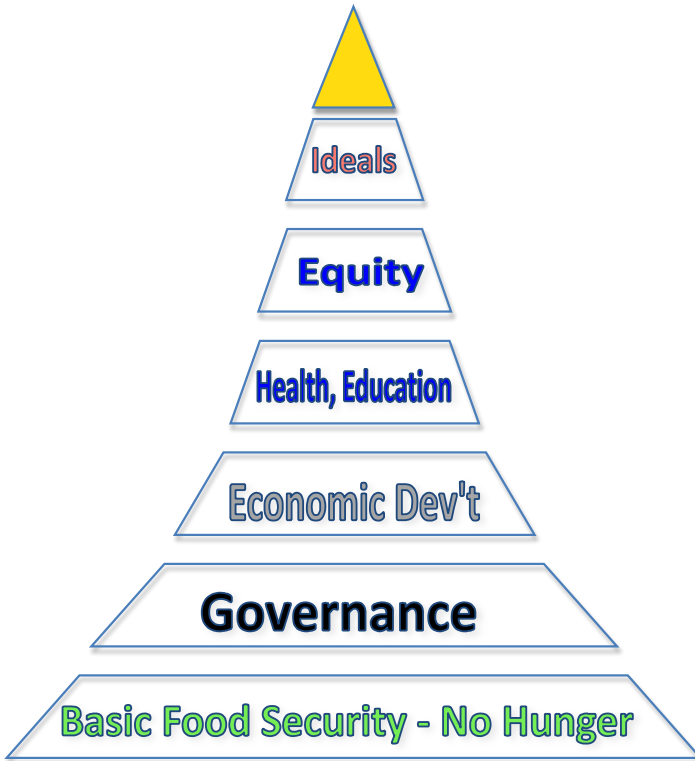 Ideals
Equity
Health, Education
Economic Dev't
Governance
Basic Food Security - No Hunger